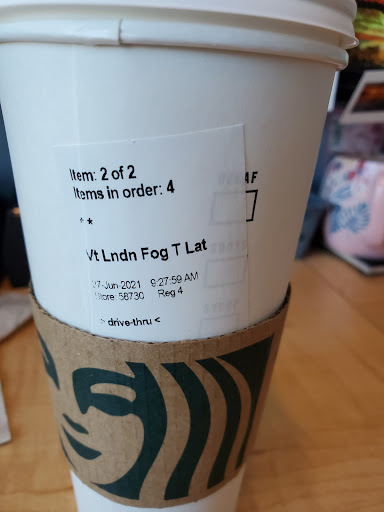 Item: 2 of 2
Items in order: 4
* *
Vt Lndn Fog T Lat
27-Jun-2021 9:27:59 AM
Store 58730 Reg 4
> drive-thru <